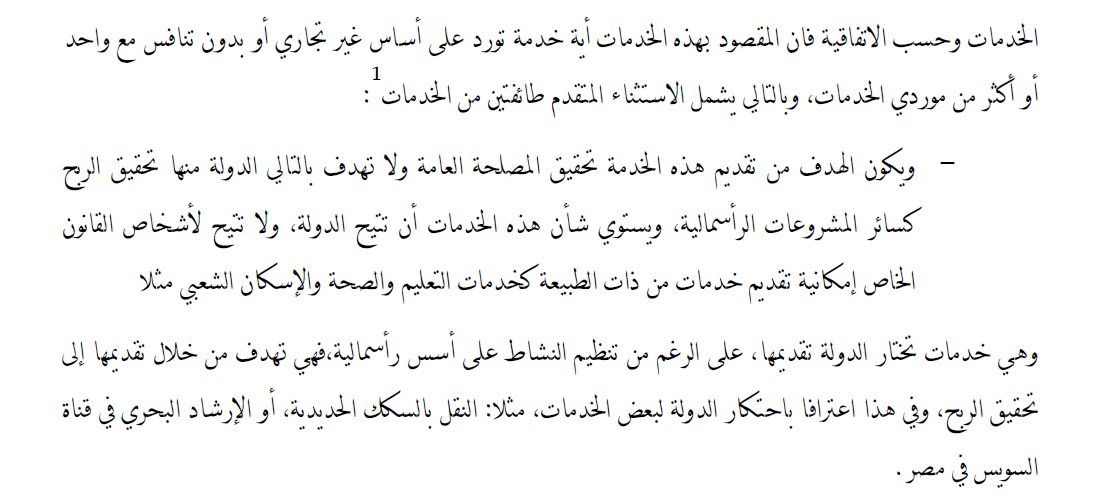 الخدمات وحسب الاتفاقية فان المقصود بهذه الخدمات أية خدمة تورد على أساس غير تجاري أو بدون تنافس مع واحد
أو أكثر من موردي الخدمات، وبالتالي يشمل الاستثناء المتقدم طائفتين من الخدمات1:
– ويكون الهدف من تقديم هذه الخدمة تحقيق المصلحة العامة ولا تهدف بالتالي الدولة منها تحقيق الربح
كسائر المشروعات الرأسمالية، ويستوي شأن هذه الخدمات أن تتيح الدولة، ولا تتيح لأشخاص القانون
الخاص إمكانية تقديم خدمات من ذات الطبيعة كخدمات التعليم والصحة والإسكان الشعبي مثلا
وهي خدمات تختار الدولة تقديمها، على الرغم من تنظيم النشاط على أسس رأسمالية،فهي تهدف من خلال تقديمها إلى
تحقيق الربح، وفي هذا اعترافا باحتكار الدولة لبعض الخدمات، مثلا: النقل بالسكك الحديدية، أو الإرشاد البحري في قناة
السويس في مصر .